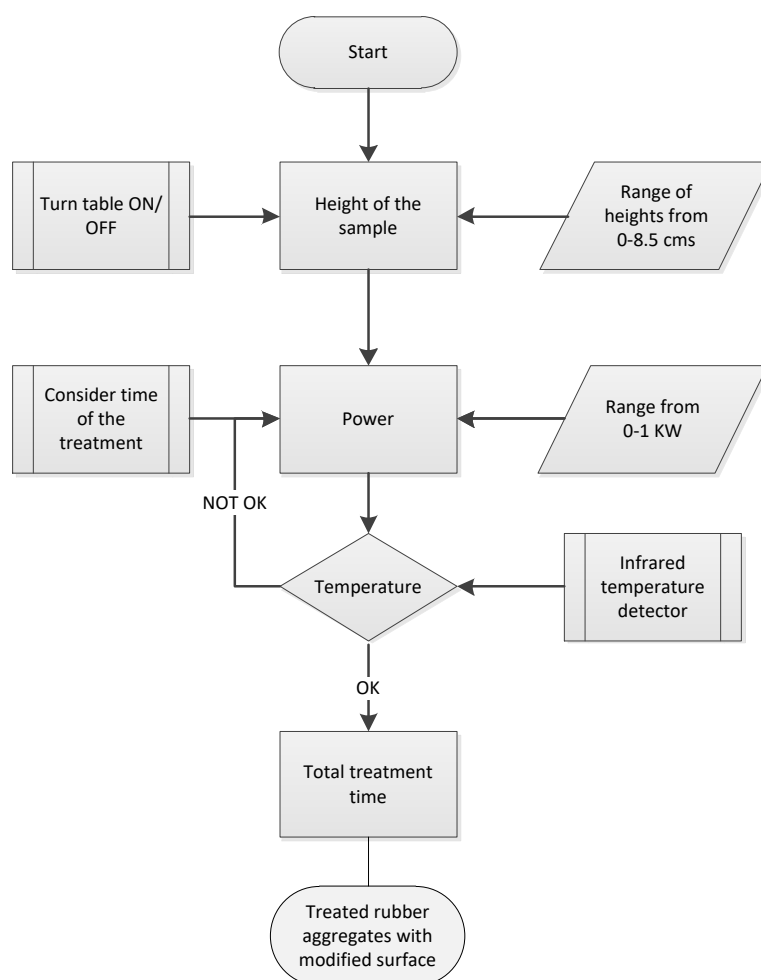 Start
Turn table ON/
OFF
Height of the
sample
Range of
heights from
0-8.5 cms
Consider time
of the
treatment
Power
Range from
0-1 KW
NOT OK
Temperature
Infrared
temperature
detector
OK
Total treatment
time
Treated rubber
aggregates with
modified surface